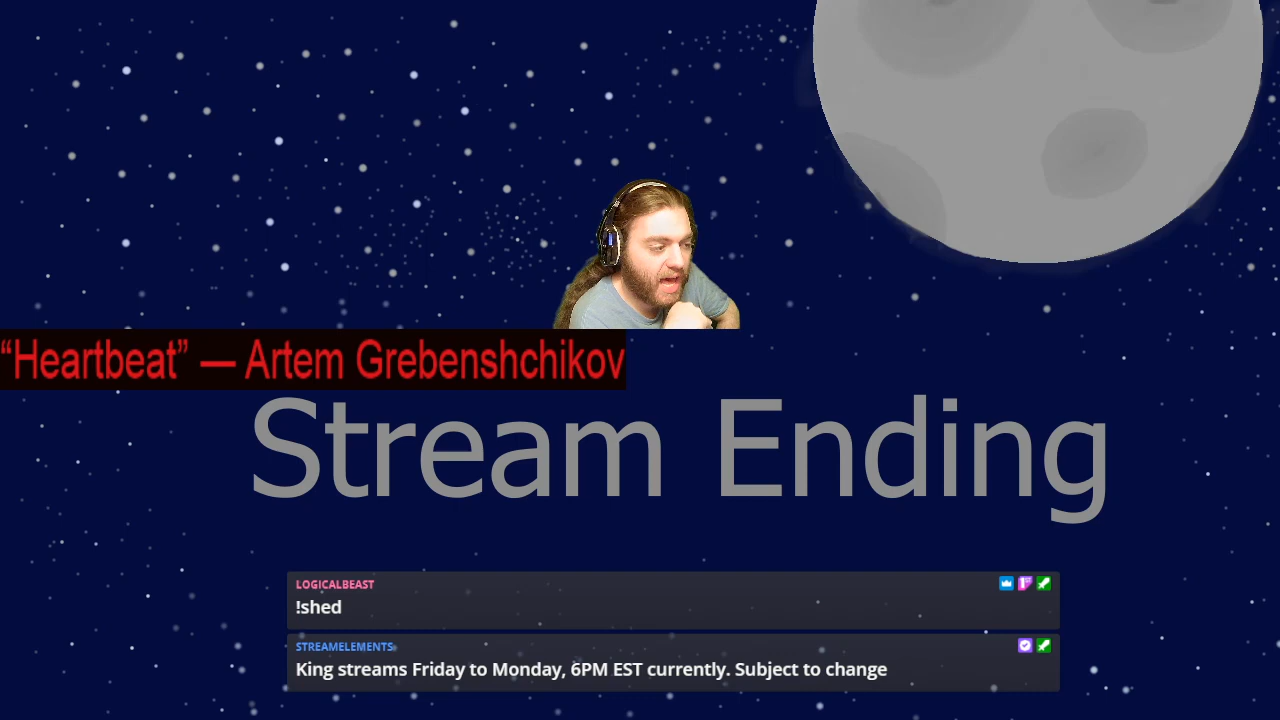 “Heartbeat” — Artem Grebenshchikov
Stream Ending
LOGICALBEAST
!shed
STREAMELEMENTS
King streams Friday to Monday, 6PM EST currently. Subject to change